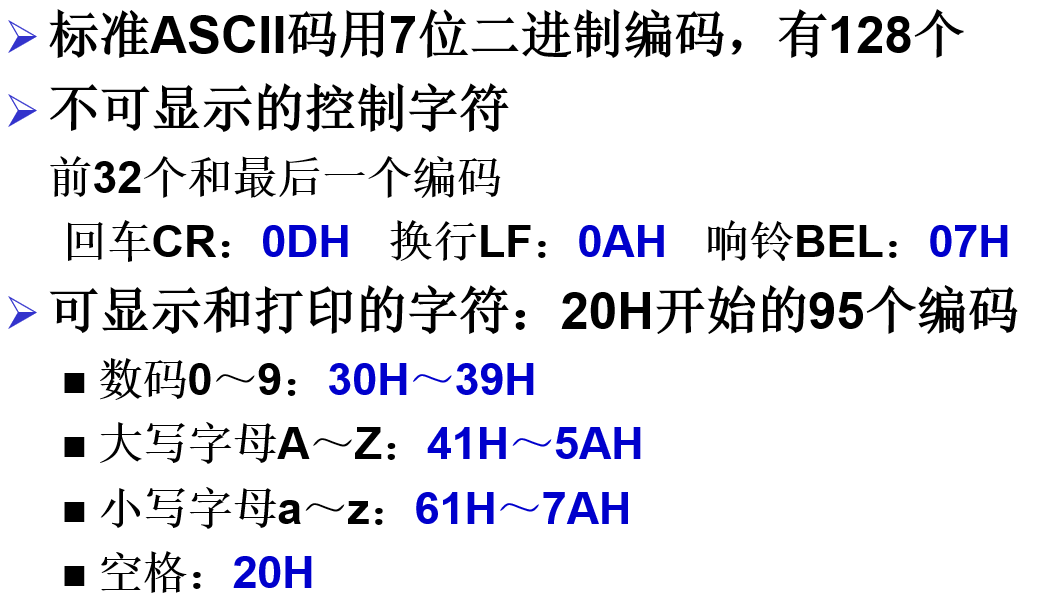 标准ASCII码用7位二进制编码，有128个
不可显示的控制字符
前32个和最后一个编码
回车CR：0DH 换行LF：0AH 响铃BEL：07H
可显示和打印的字符：20H开始的95个编码
数码0～9：30H～39H
大写字母A～Z：41H～5AH
小写字母a～z：61H～7AH
空格：20H